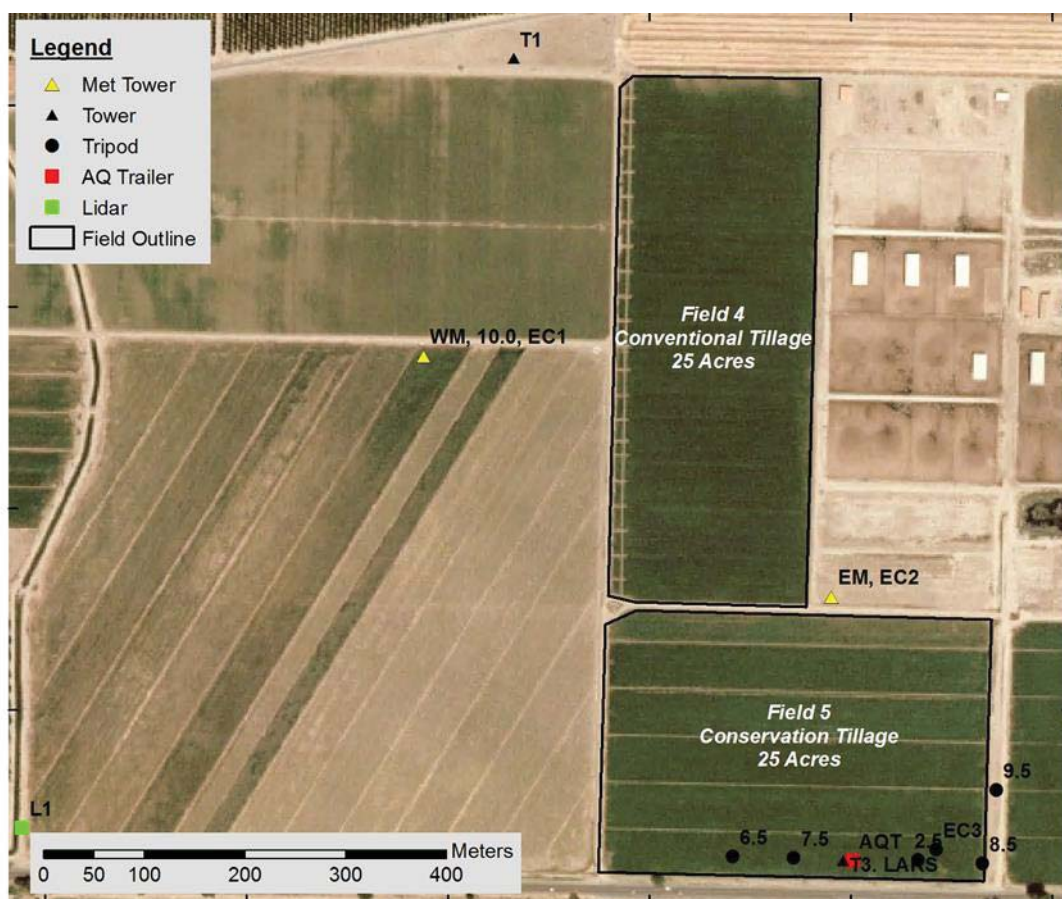 Legend
Met Tower
Tower
Tripod
AQ Trailer
Lidar
Field Outline
T1
WM, 10.0, EC1
Field 4
Conventional Tillage
25 Acres
EM, EC2
Field 5
Conservation Tillage
25 Acres
9.5
L1
6.5
7.5
AQT
2.5
EC3
8.5
T3. LARS
0 50 100 200 300 400
Meters